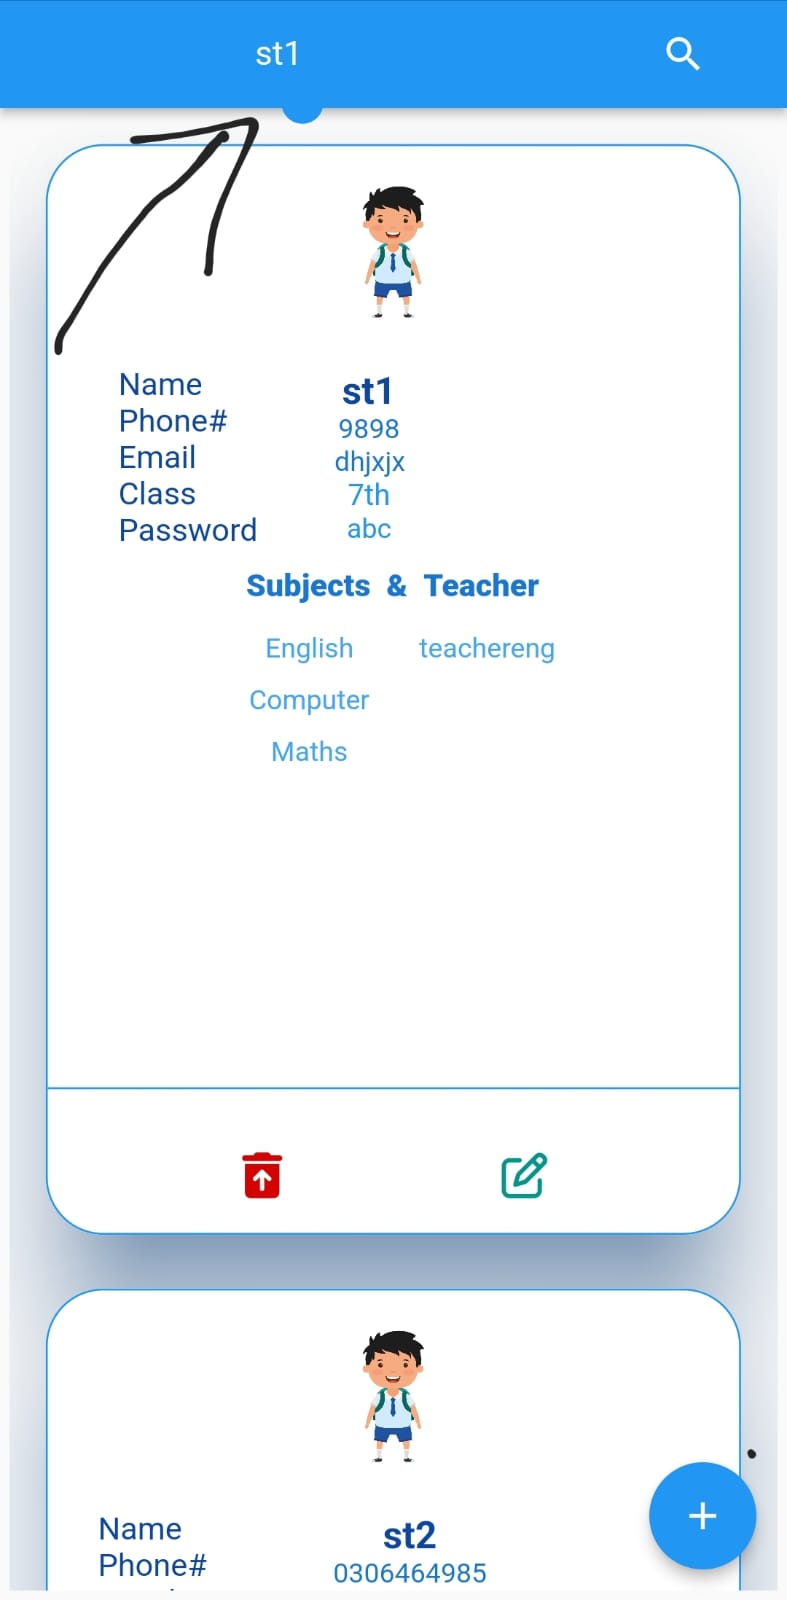 st1
Name st1
Phone# 9898
Email dhjxjx
Class 7th
Password abc
Subjects & Teacher
English teachereng
Computer
Maths
Name st2
Phone# 0306464985